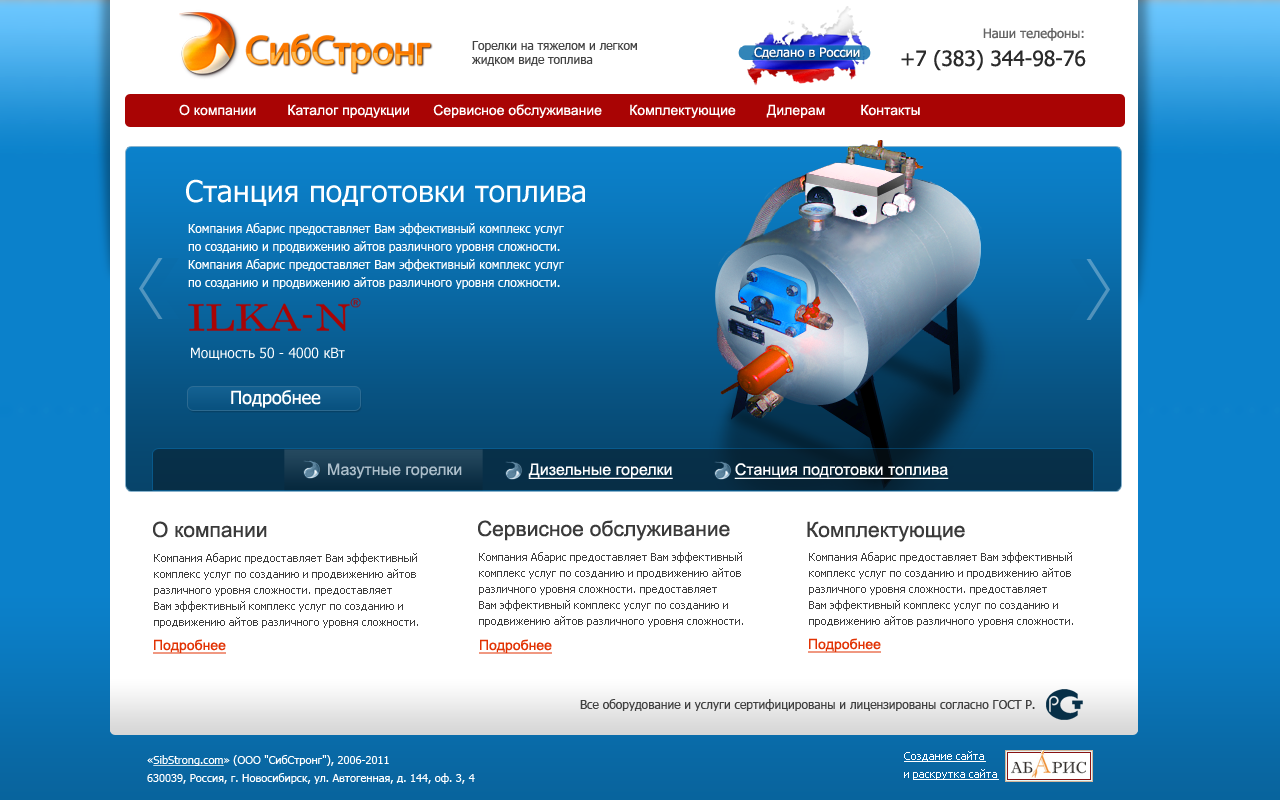 СибСтронг
Горелки на тяжелом и легком
жидком виде топлива
Сделано в России
Наши телефоны:
+7 (383) 344-98-76
О компании Каталог продукции Сервисное обслуживание Комплектующие Дилерам Контакты
Станция подготовки топлива
Компания Абарис предоставляет Вам эффективный комплекс услуг
по созданию и продвижению айтов различного уровня сложности.
Компания Абарис предоставляет Вам эффективный комплекс услуг
по созданию и продвижению айтов различного уровня сложности.
ILKA-N®
Мощность 50 - 4000 кВт
Подробнее
Мазутные горелки Дизельные горелки Станция подготовки топлива
О компании
Компания Абарис предоставляет Вам эффективный
комплекс услуг по созданию и продвижению айтов
различного уровня сложности. предоставляет
Вам эффективный комплекс услуг по созданию и
продвижению айтов различного уровня сложности.
Подробнее
Сервисное обслуживание
Компания Абарис предоставляет Вам эффективный
комплекс услуг по созданию и продвижению айтов
различного уровня сложности. предоставляет
Вам эффективный комплекс услуг по созданию и
продвижению айтов различного уровня сложности.
Подробнее
Комплектующие
Компания Абарис предоставляет Вам эффективный
комплекс услуг по созданию и продвижению айтов
различного уровня сложности. предоставляет
Вам эффективный комплекс услуг по созданию и
продвижению айтов различного уровня сложности.
Подробнее
Все оборудование и услуги сертифицированы и лицензированы согласно ГОСТ Р.
РСТ
«SibStrong.com» (ООО "СибСтронг"), 2006-2011
630039, Россия, г. Новосибирск, ул. Автогенная, д. 144, оф. 3, 4
Создание сайта
и раскрутка сайта
АБАРИС